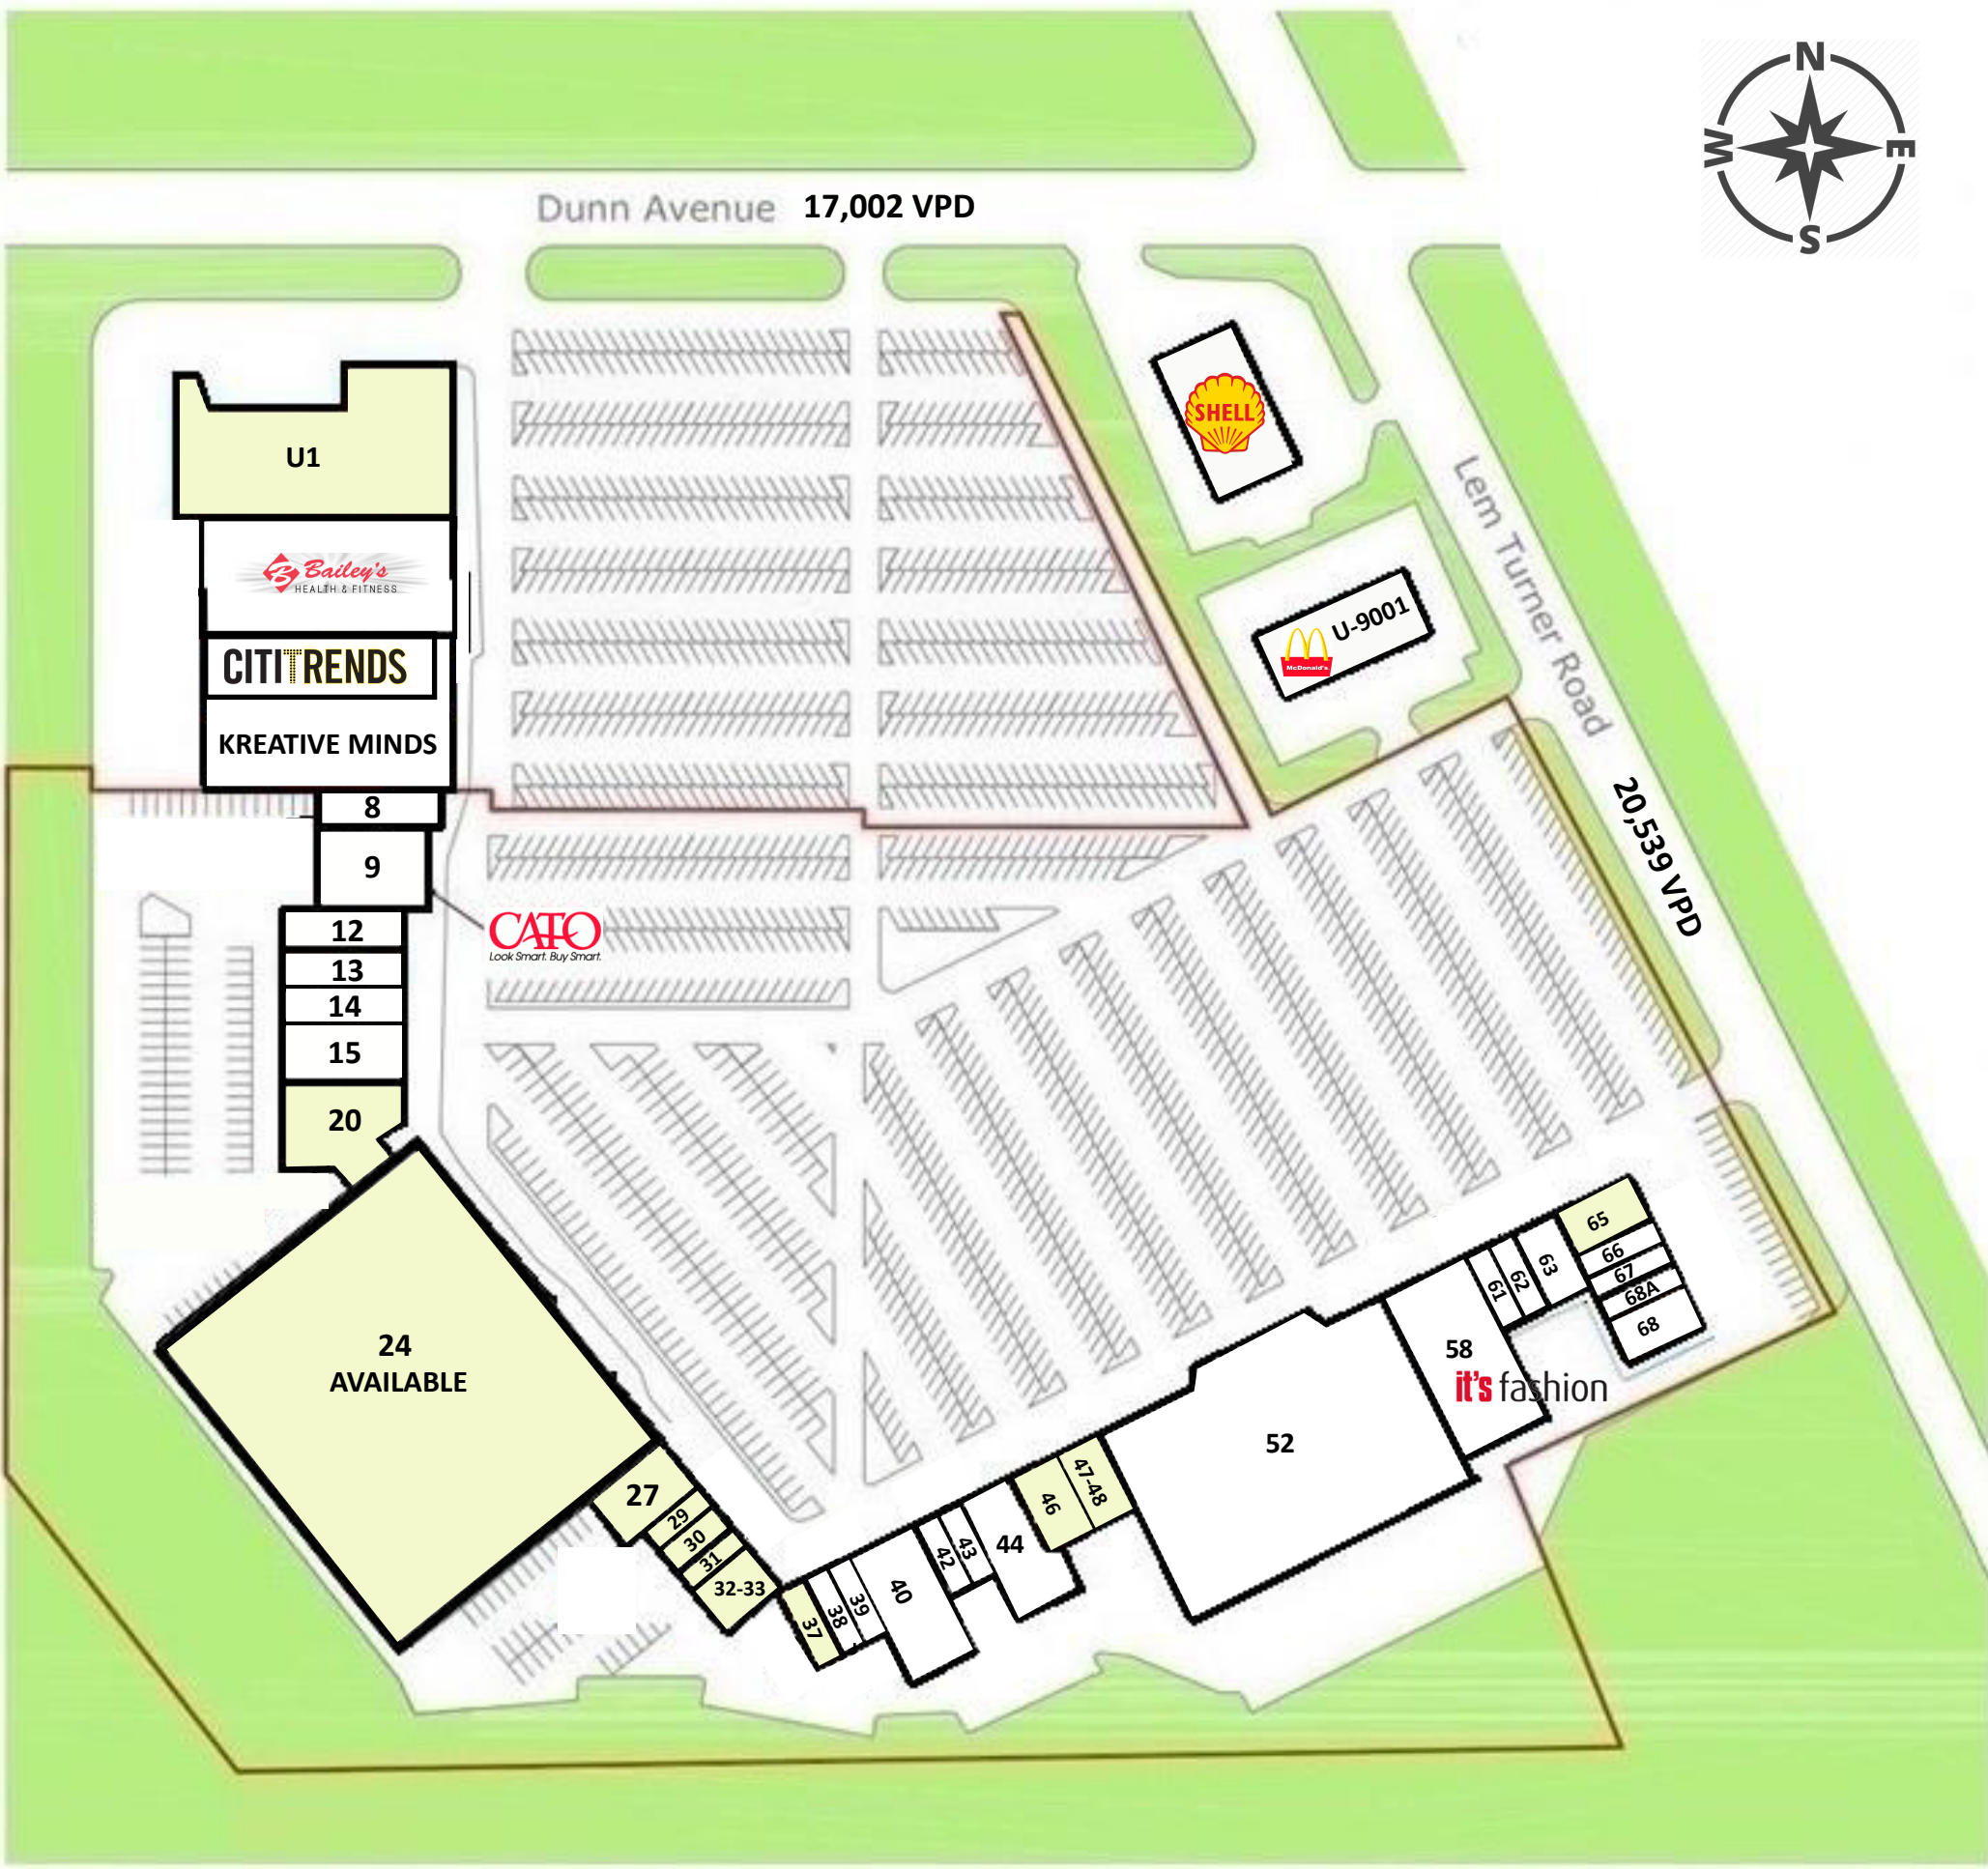 N
W
E
S
Dunn Avenue 17,002 VPD
SHELL
U1
Lem Turner Road
Bailey's
HEALTH & FITNESS
U-9001
McDonald's
CITITRENDS
KREATIVE MINDS
20,539 VPD
8
9
12
CATO
Look Smart. Buy Smart.
13
14
15
20
65
66
67
68A
68
63
62
61
24
AVAILABLE
58
it's fashion
52
47-48
46
27
29
30
31
32-33
44
43
42
40
39
38
37